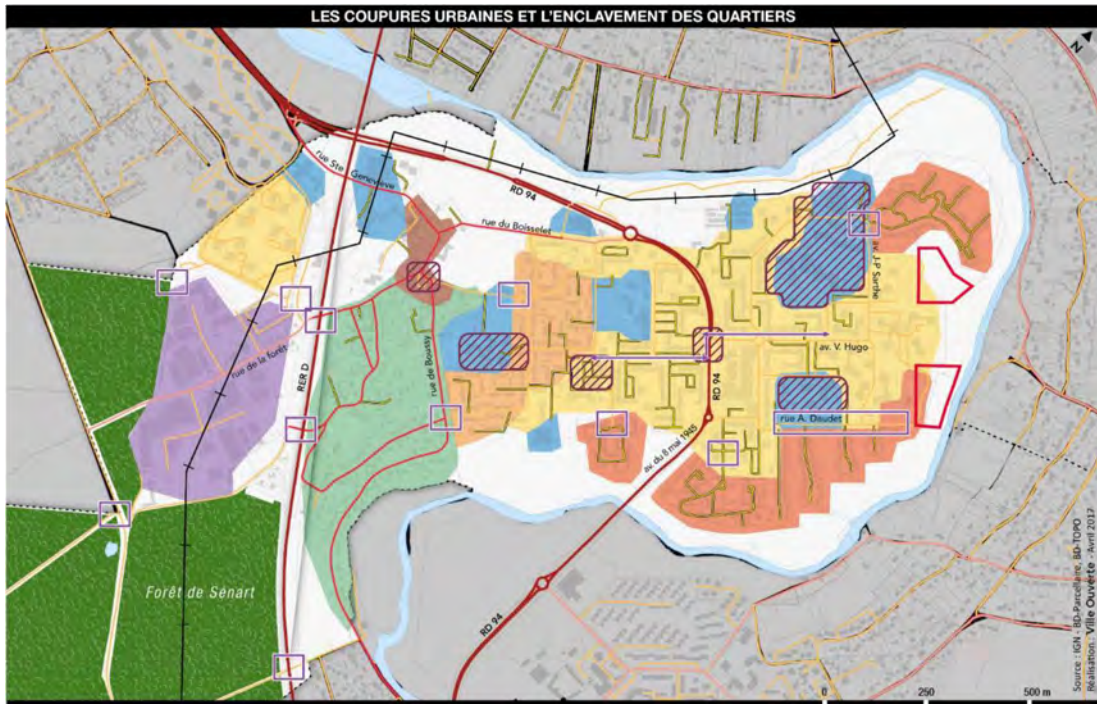 LES COUPURES URBAINES ET L'ENCLAVEMENT DES QUARTIERS
N
rue Ste Geneviève
RD 94
rue du Boisselet
av. J-P Sarthe
rue de la forêt
RER D
rue de Boussy
av. V. Hugo
RD 94
rue A. Daudet
av. du 8 mai 1945
Forêt de Sénart
RD 94
Source : IGN - BD-Parcellaire, BD-TOPO
Réalisation : Ville Ouverte - Avril 2017
0 250 500 m